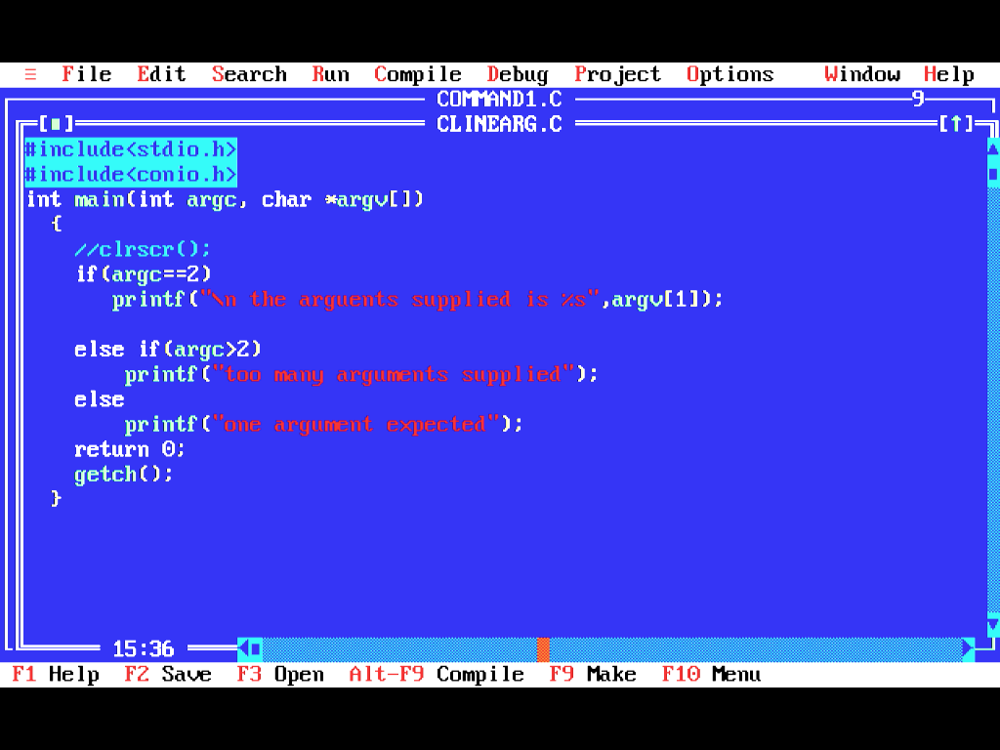 ≡ File Edit Search Run Compile Debug Project Options Window Help
COMMAND1.C 9
[■] CLINEARG.C [↑]
#include<stdio.h>
#include<conio.h>
int main(int argc, char *argv[])
{
//clrscr();
if(argc==2)
printf("\n the arguents supplied is %s",argv[1]);
else if(argc>2)
printf("too many arguments supplied");
else
printf("one argument expected");
return 0;
getch();
}
15:36
F1 Help F2 Save F3 Open Alt-F9 Compile F9 Make F10 Menu